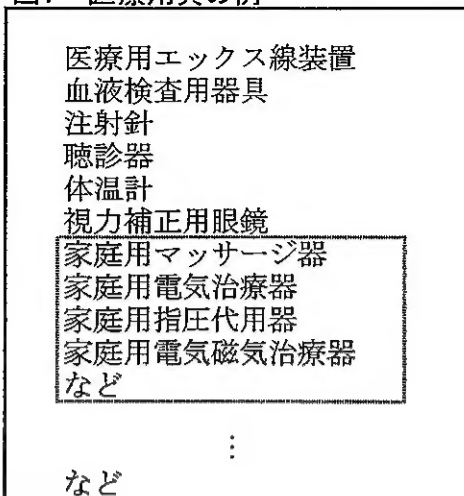 医療用エックス線装置
血液検査用器具
注射針
聴診器
体温計
視力補正用眼鏡
家庭用マッサージ器
家庭用電気治療器
家庭用指圧代用器
家庭用電気磁気治療器
など
⋮
など